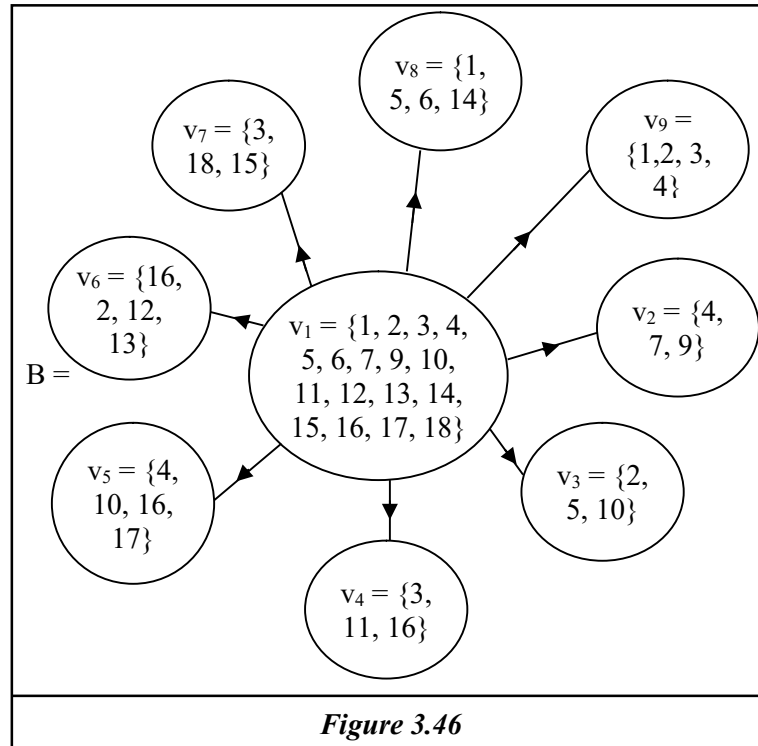 v₈ = {1,
5, 6, 14}
v₇ = {3,
18, 15}
v₉ =
{1,2, 3,
4}
v₆ = {16,
2, 12,
13}
v₁ = {1, 2, 3, 4,
5, 6, 7, 9, 10,
11, 12, 13, 14,
15, 16, 17, 18}
v₂ = {4,
7, 9}
B =
v₅ = {4,
10, 16,
17}
v₃ = {2,
5, 10}
v₄ = {3,
11, 16}
Figure 3.46